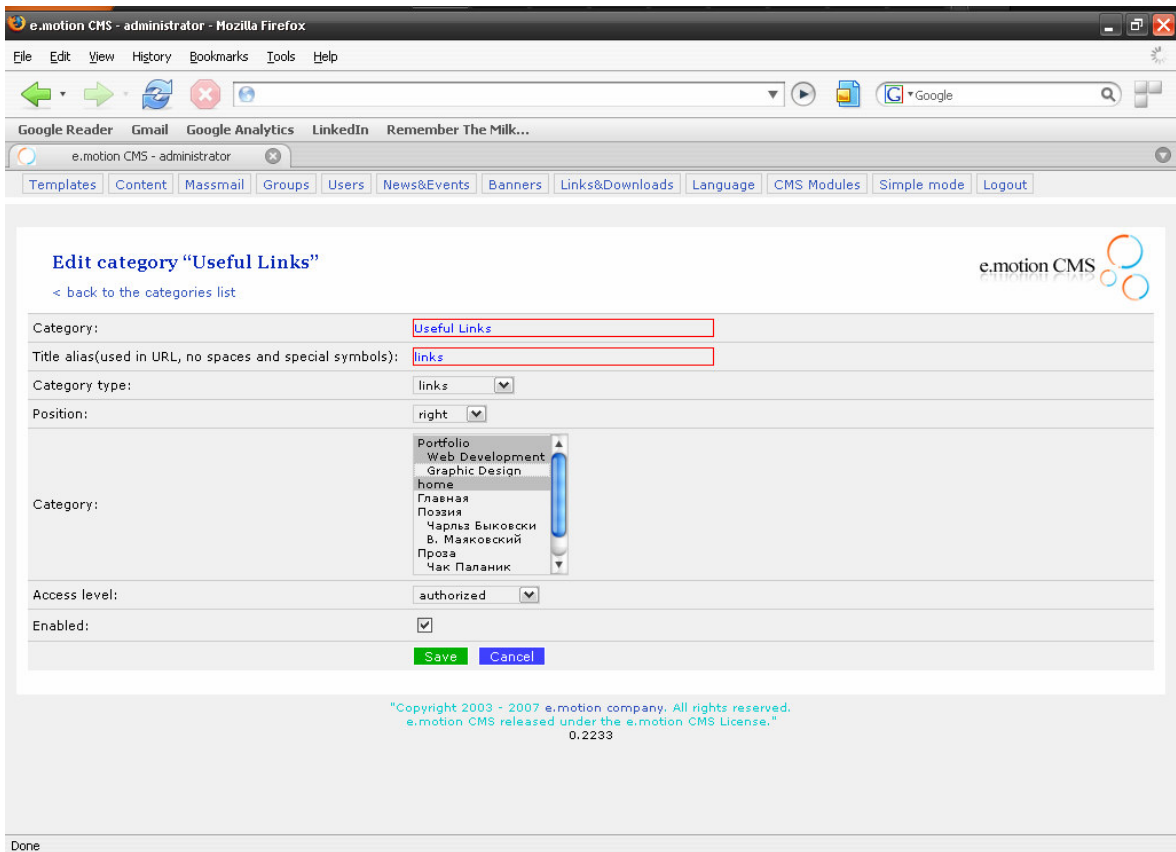 e.motion CMS - administrator - Mozilla Firefox
File Edit View History Bookmarks Tools Help
G Google
Google Reader Gmail Google Analytics LinkedIn Remember The Milk...
e.motion CMS - administrator
Templates Content Massmail Groups Users News&Events Banners Links&Downloads Language CMS Modules Simple mode Logout
Edit category “Useful Links”
e.motion CMS
< back to the categories list
Category: Useful Links
Title alias(used in URL, no spaces and special symbols): links
Category type: links
Position: right
Category:
Portfolio
Web Development
Graphic Design
home
Главная
Поэзия
Чарльз Быковски
В. Маяковский
Проза
Чак Паланик
Access level: authorized
Enabled:
Save Cancel
"Copyright 2003 - 2007 e.motion company. All rights reserved.
e.motion CMS released under the e.motion CMS License."
0.2233
Done